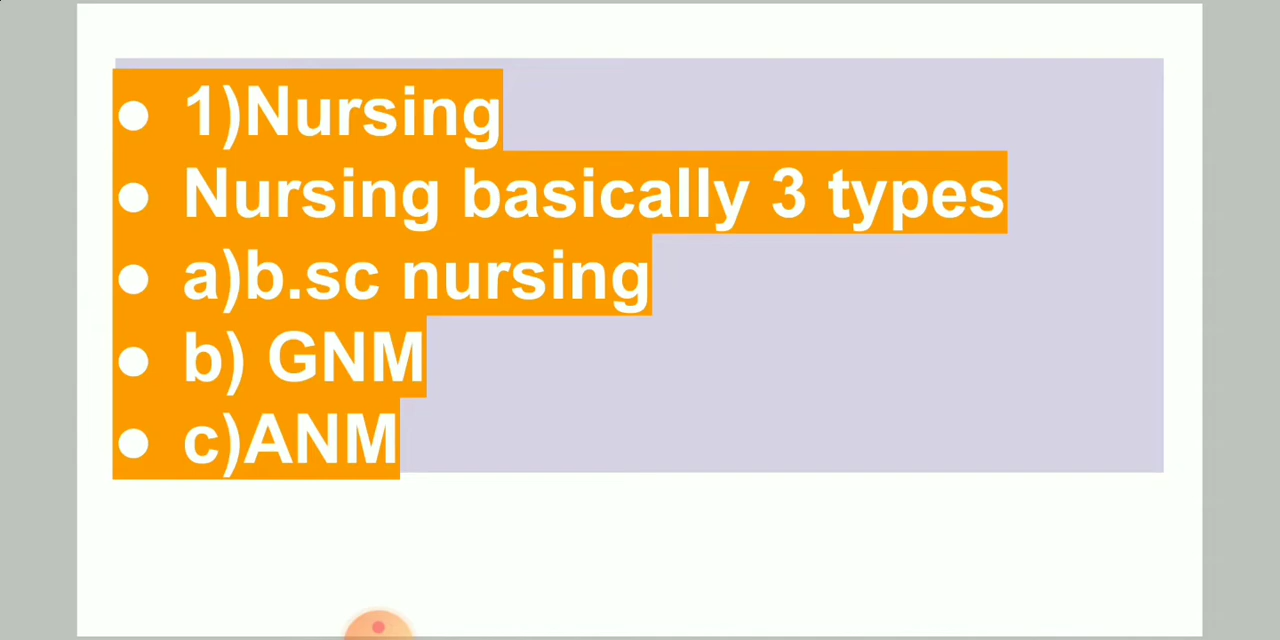 ● 1)Nursing
● Nursing basically 3 types
● a)b.sc nursing
● b) GNM
● c)ANM